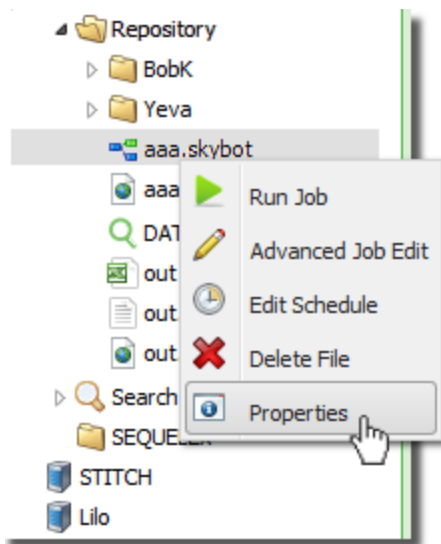 Repository
BobK
Yeva
aaa.skybot
aaa
Run Job
DAT
Advanced Job Edit
out
Edit Schedule
out
out
Delete File
Search
Properties
STITCH
Lilo